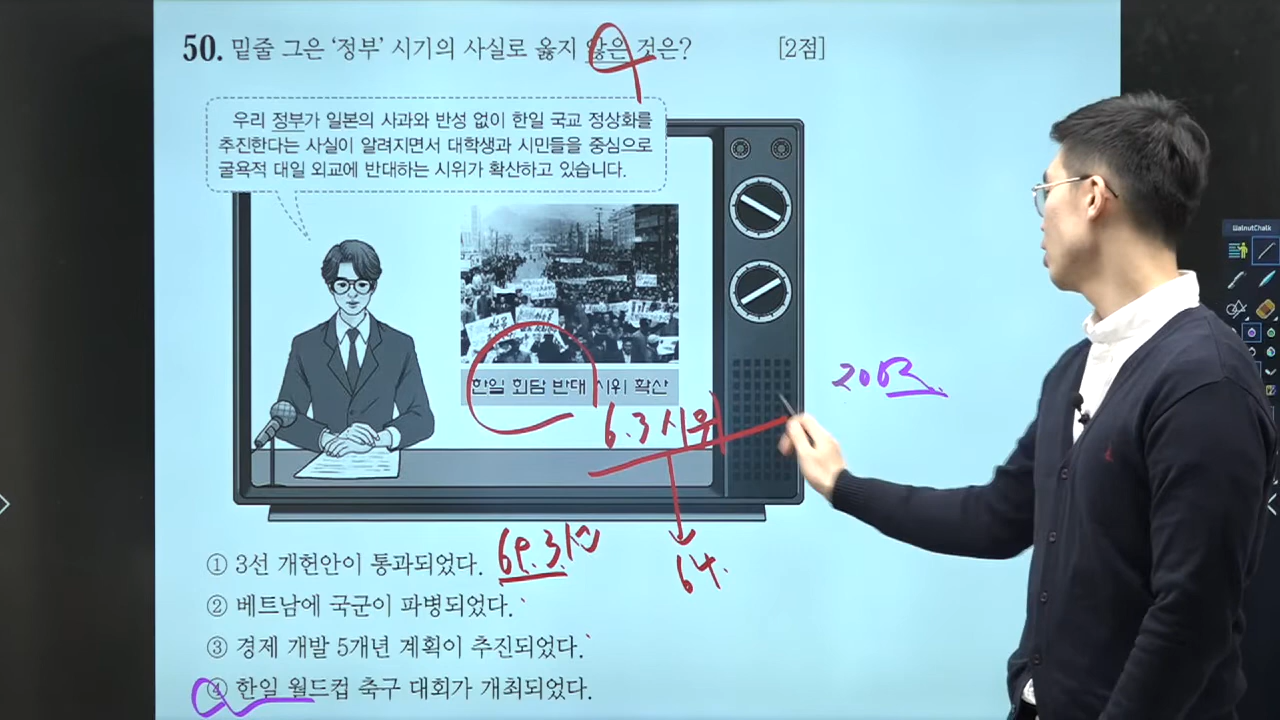 50. 밑줄 그은 '정부' 시기의 사실로 옳지 않은 것은? [2점]
우리 정부가 일본의 사과와 반성 없이 한일 국교 정상화를
추진한다는 사실이 알려지면서 대학생과 시민들을 중심으로
굴욕적 대일 외교에 반대하는 시위가 확산하고 있습니다.
한일 회담 반대 시위 확산
6.3 시위
64.
2002.
① 3선 개헌안이 통과되었다. 69. 3선
② 베트남에 국군이 파병되었다.
③ 경제 개발 5개년 계획이 추진되었다.
④ 한일 월드컵 축구 대회가 개최되었다.
WalnutChalk